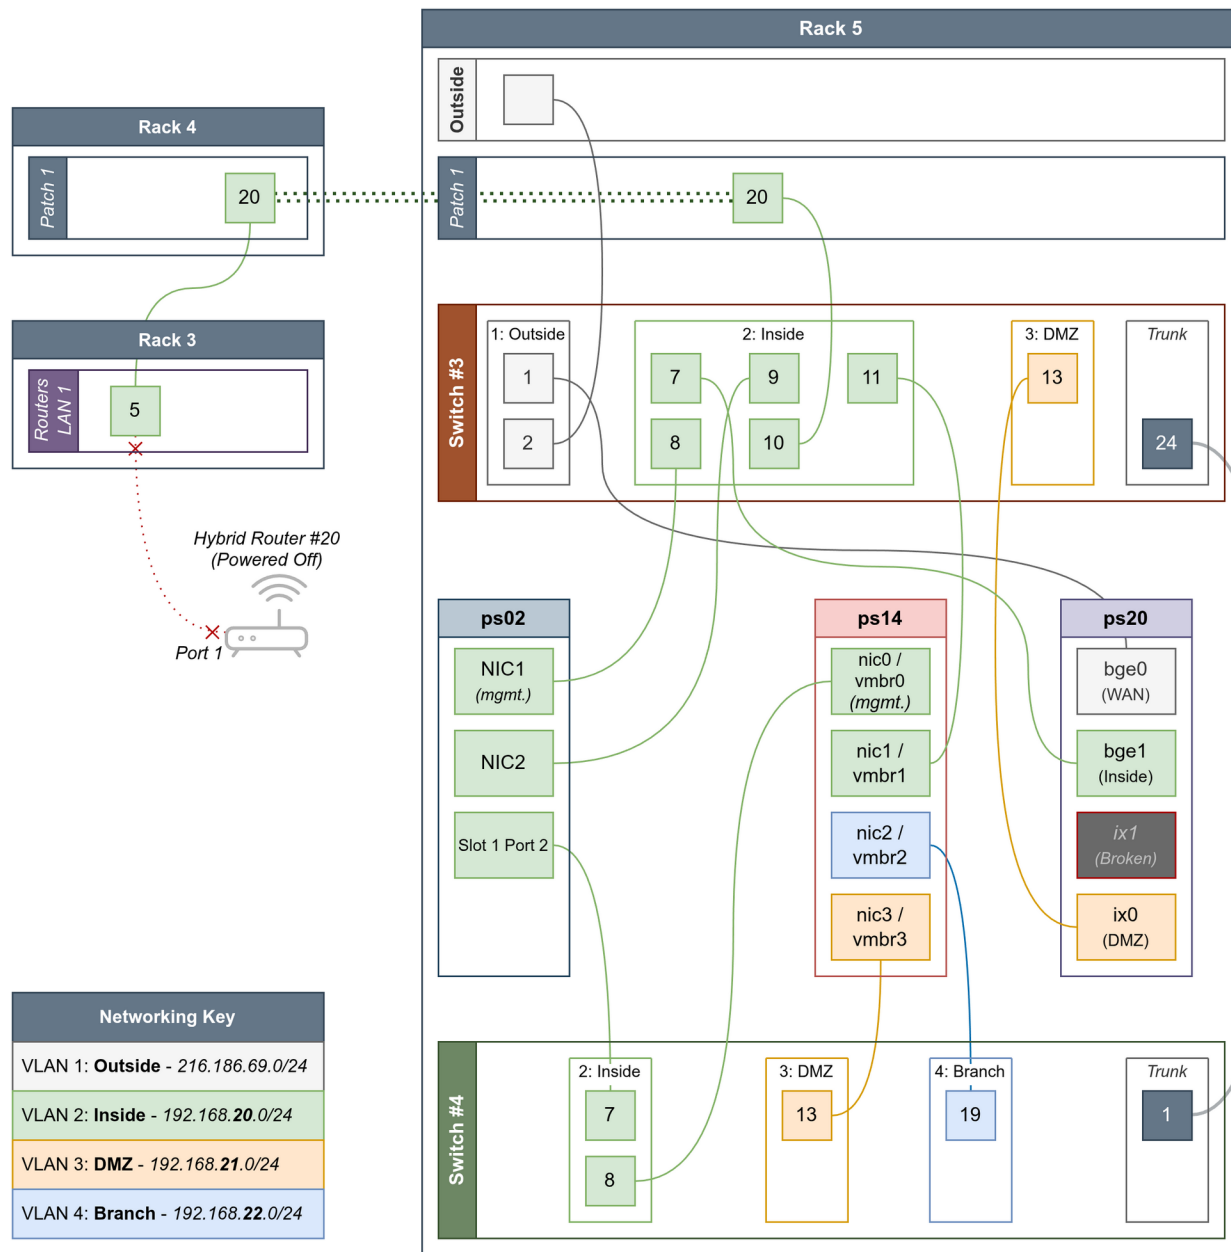 Rack 5
Outside
Rack 4
Patch 1
20
Patch 1
20
Rack 3
Routers
LAN 1
5
Hybrid Router #20
(Powered Off)
Port 1
Switch #3
1: Outside
1
2
2: Inside
7
9
11
8
10
3: DMZ
13
Trunk
24
ps02
NIC1
(mgmt.)
NIC2
Slot 1 Port 2
ps14
nic0 /
vmbr0
(mgmt.)
nic1 /
vmbr1
nic2 /
vmbr2
nic3 /
vmbr3
ps20
bge0
(WAN)
bge1
(Inside)
ix1
(Broken)
ix0
(DMZ)
Switch #4
2: Inside
7
8
3: DMZ
13
4: Branch
19
Trunk
1
Networking Key
VLAN 1: Outside - 216.186.69.0/24
VLAN 2: Inside - 192.168.20.0/24
VLAN 3: DMZ - 192.168.21.0/24
VLAN 4: Branch - 192.168.22.0/24